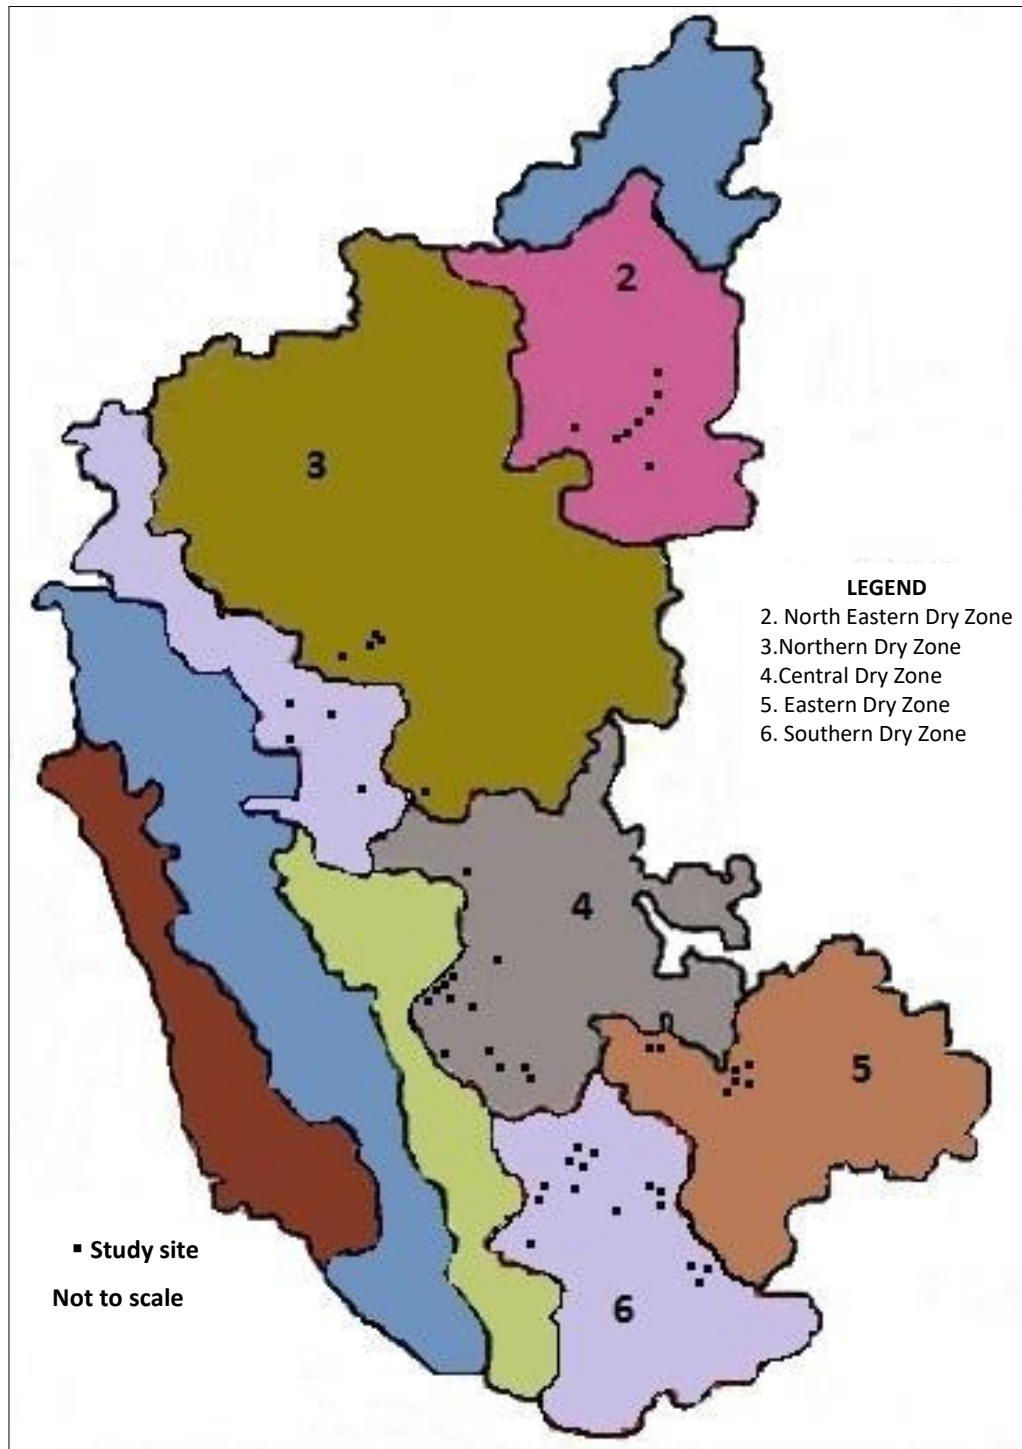 2
3
LEGEND
2. North Eastern Dry Zone
3.Northern Dry Zone
4.Central Dry Zone
5. Eastern Dry Zone
6. Southern Dry Zone
4
5
▪ Study site
Not to scale
6